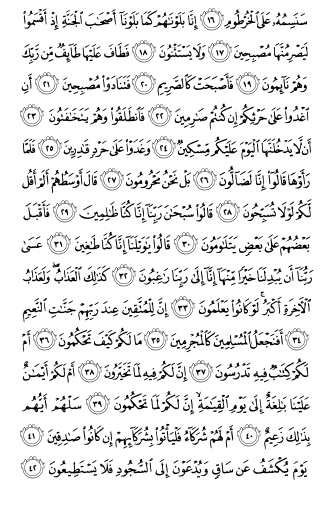 سَنَسِمُهُۥ عَلَى ٱلْخُرْطُومِ ١٦ إِنَّا بَلَوْنَٰهُمْ كَمَا بَلَوْنَآ أَصْحَٰبَ ٱلْجَنَّةِ إِذْ أَقْسَمُوا۟
لَيَصْرِمُنَّهَا مُصْبِحِينَ ١٧ وَلَا يَسْتَثْنُونَ ١٨ فَطَافَ عَلَيْهَا طَآئِفٌ مِّن رَّبِّكَ
وَهُمْ نَآئِمُونَ ١٩ فَأَصْبَحَتْ كَٱلصَّرِيمِ ٢٠ فَتَنَادَوْا۟ مُصْبِحِينَ ٢١ أَنِ
ٱغْدُوا۟ عَلَىٰ حَرْثِكُمْ إِن كُنتُمْ صَٰرِمِينَ ٢٢ فَٱنطَلَقُوا۟ وَهُمْ يَتَخَٰفَتُونَ ٢٣
أَن لَّا يَدْخُلَنَّهَا ٱلْيَوْمَ عَلَيْكُم مِّسْكِينٌ ٢٤ وَغَدَوْا۟ عَلَىٰ حَرْدٍ قَٰدِرِينَ ٢٥ فَلَمَّا
رَأَوْهَا قَالُوٓا۟ إِنَّا لَضَآلُّونَ ٢٦ بَلْ نَحْنُ مَحْرُومُونَ ٢٧ قَالَ أَوْسَطُهُمْ أَلَمْ أَقُل
لَّكُمْ لَوْلَا تُسَبِّحُونَ ٢٨ قَالُوا۟ سُبْحَٰنَ رَبِّنَآ إِنَّا كُنَّا ظَٰلِمِينَ ٢٩ فَأَقْبَلَ
بَعْضُهُمْ عَلَىٰ بَعْضٍ يَتَلَٰوَمُونَ ٣٠ قَالُوا۟ يَٰوَيْلَنَآ إِنَّا كُنَّا طَٰغِينَ ٣١ عَسَىٰ
رَبُّنَآ أَن يُبْدِلَنَا خَيْرًا مِّنْهَآ إِنَّآ إِلَىٰ رَبِّنَا رَٰغِبُونَ ٣٢ كَذَٰلِكَ ٱلْعَذَابُ وَلَعَذَابُ
ٱلْءَاخِرَةِ أَكْبَرُ لَوْ كَانُوا۟ يَعْلَمُونَ ٣٣ إِنَّ لِلْمُتَّقِينَ عِندَ رَبِّهِمْ جَنَّٰتِ ٱلنَّعِيمِ
٣٤ أَفَنَجْعَلُ ٱلْمُسْلِمِينَ كَٱلْمُجْرِمِينَ ٣٥ مَا لَكُمْ كَيْفَ تَحْكُمُونَ ٣٦ أَمْ
لَكُمْ كِتَٰبٌ فِيهِ تَدْرُسُونَ ٣٧ إِنَّ لَكُمْ فِيهِ لَمَا تَخَيَّرُونَ ٣٨ أَمْ لَكُمْ أَيْمَٰنٌ
عَلَيْنَا بَٰلِغَةٌ إِلَىٰ يَوْمِ ٱلْقِيَٰمَةِ إِنَّ لَكُمْ لَمَا تَحْكُمُونَ ٣٩ سَلْهُمْ أَيُّهُم
بِذَٰلِكَ زَعِيمٌ ٤٠ أَمْ لَهُمْ شُرَكَآءُ فَلْيَأْتُوا۟ بِشُرَكَآئِهِمْ إِن كَانُوا۟ صَٰدِقِينَ ٤١
يَوْمَ يُكْشَفُ عَن سَاقٍ وَيُدْعَوْنَ إِلَى ٱلسُّجُودِ فَلَا يَسْتَطِيعُونَ ٤٢